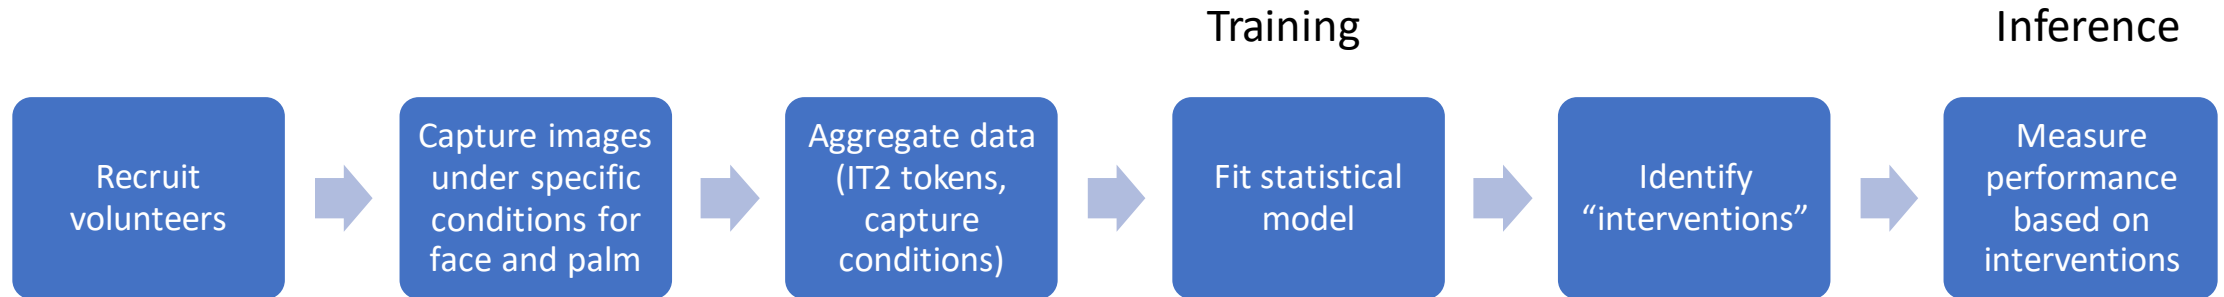 Training
Inference
Recruit
volunteers
Capture images
under specific
conditions for
face and palm
Aggregate data
(IT2 tokens,
capture
conditions)
Fit statistical
model
Identify
“interventions”
Measure
performance
based on
interventions